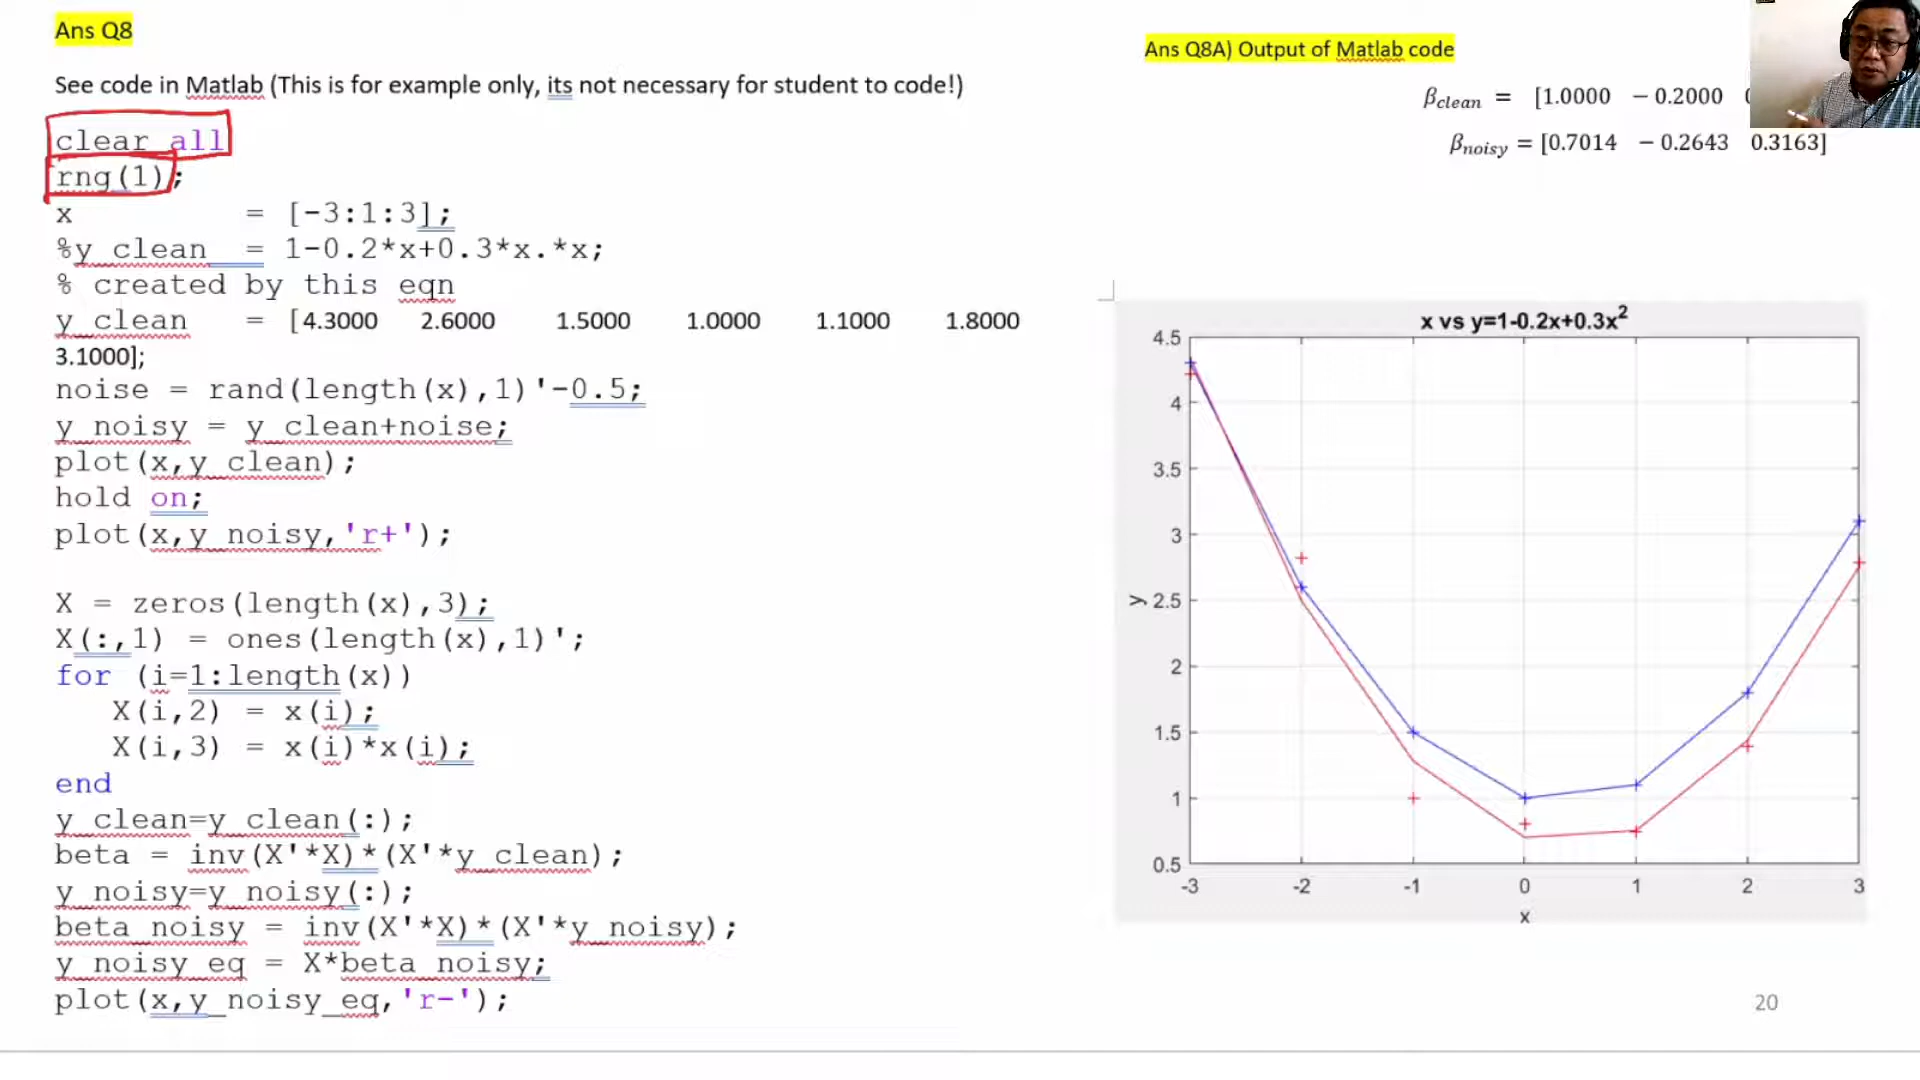 Ans Q8
See code in Matlab (This is for example only, its not necessary for student to code!)
clear all
rng(1);
x = [-3:1:3];
%y_clean = 1-0.2*x+0.3*x.*x;
% created by this eqn
y_clean = [4.3000 2.6000 1.5000 1.0000 1.1000 1.8000
3.1000];
noise = rand(length(x),1)'-0.5;
y_noisy = y_clean+noise;
plot(x,y_clean);
hold on;
plot(x,y_noisy,'r+');
X = zeros(length(x),3);
X(:,1) = ones(length(x),1)';
for (i=1:length(x))
X(i,2) = x(i);
X(i,3) = x(i)*x(i);
end
y_clean=y_clean(:);
beta = inv(X'*X)*(X'*y_clean);
y_noisy=y_noisy(:);
beta_noisy = inv(X'*X)*(X'*y_noisy);
y_noisy_eq = X*beta_noisy;
plot(x,y_noisy_eq,'r-');
Ans Q8A) Output of Matlab code
β_clean = [1.0000 −0.2000
β_noisy = [0.7014 −0.2643 0.3163]
x vs y=1-0.2x+0.3x²
4.5
4
3.5
3
2.5
2
1.5
1
0.5
y
-3 -2 -1 0 1 2 3
x
20